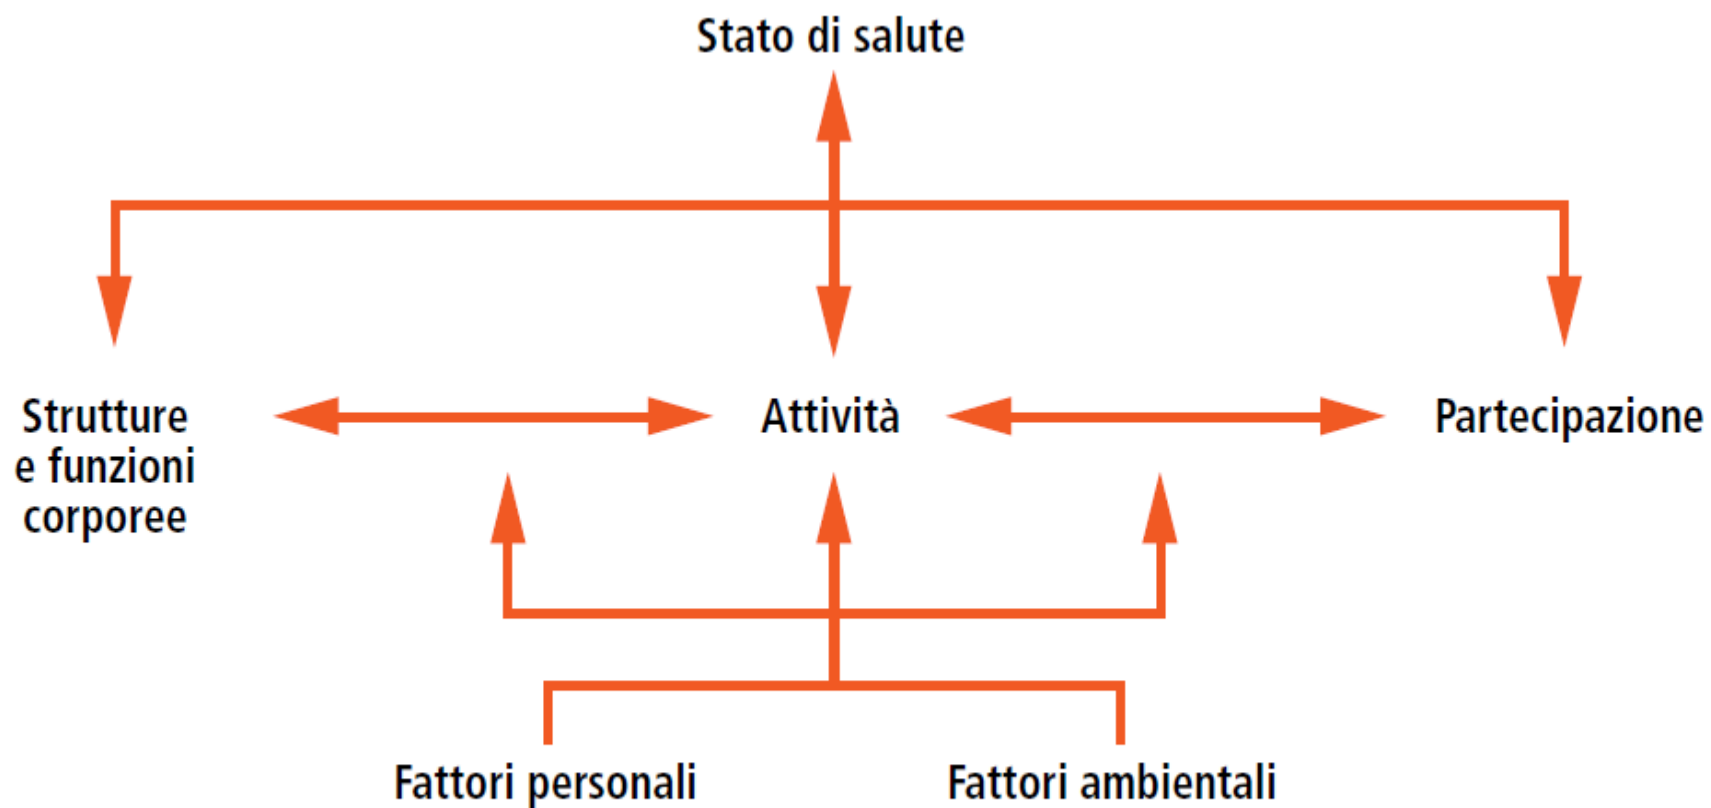 Stato di salute
Strutture
e funzioni
corporee
Attività
Partecipazione
Fattori personali
Fattori ambientali